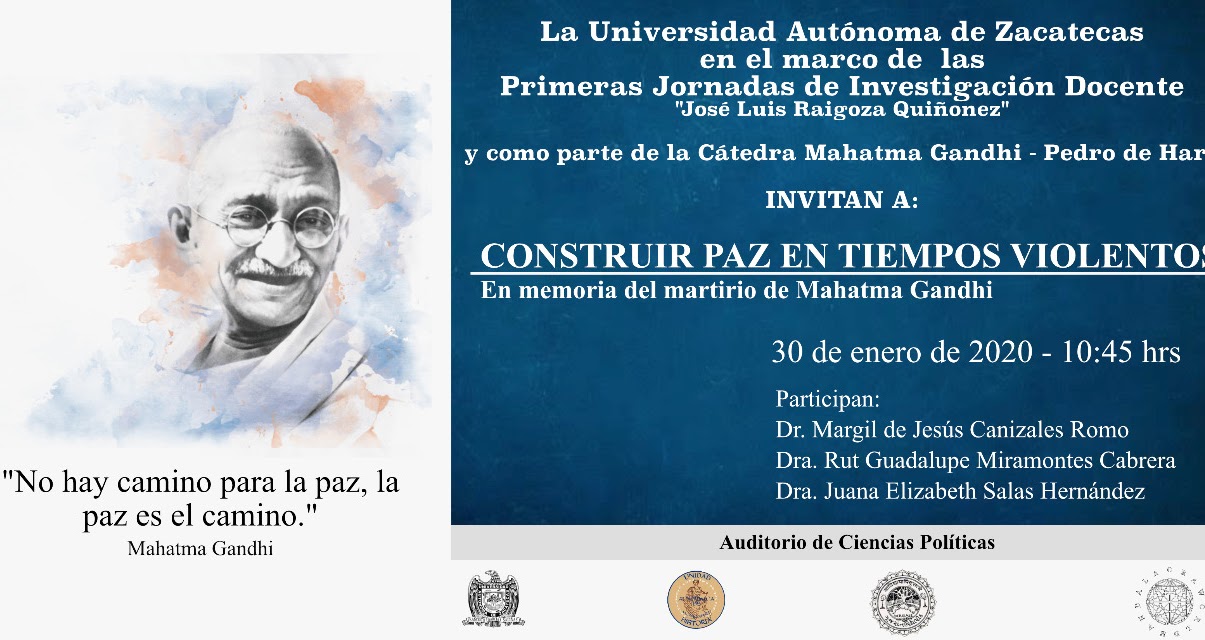 "No hay camino para la paz, la
paz es el camino."
Mahatma Gandhi
La Universidad Autónoma de Zacatecas
en el marco de las
Primeras Jornadas de Investigación Docente
"José Luis Raigoza Quiñonez"
y como parte de la Cátedra Mahatma Gandhi - Pedro de Har
INVITAN A:
CONSTRUIR PAZ EN TIEMPOS VIOLENTOS
En memoria del martirio de Mahatma Gandhi
30 de enero de 2020 - 10:45 hrs
Participan:
Dr. Margil de Jesús Canizales Romo
Dra. Rut Guadalupe Miramontes Cabrera
Dra. Juana Elizabeth Salas Hernández
Auditorio de Ciencias Políticas
UNIDAD
HISTORIA